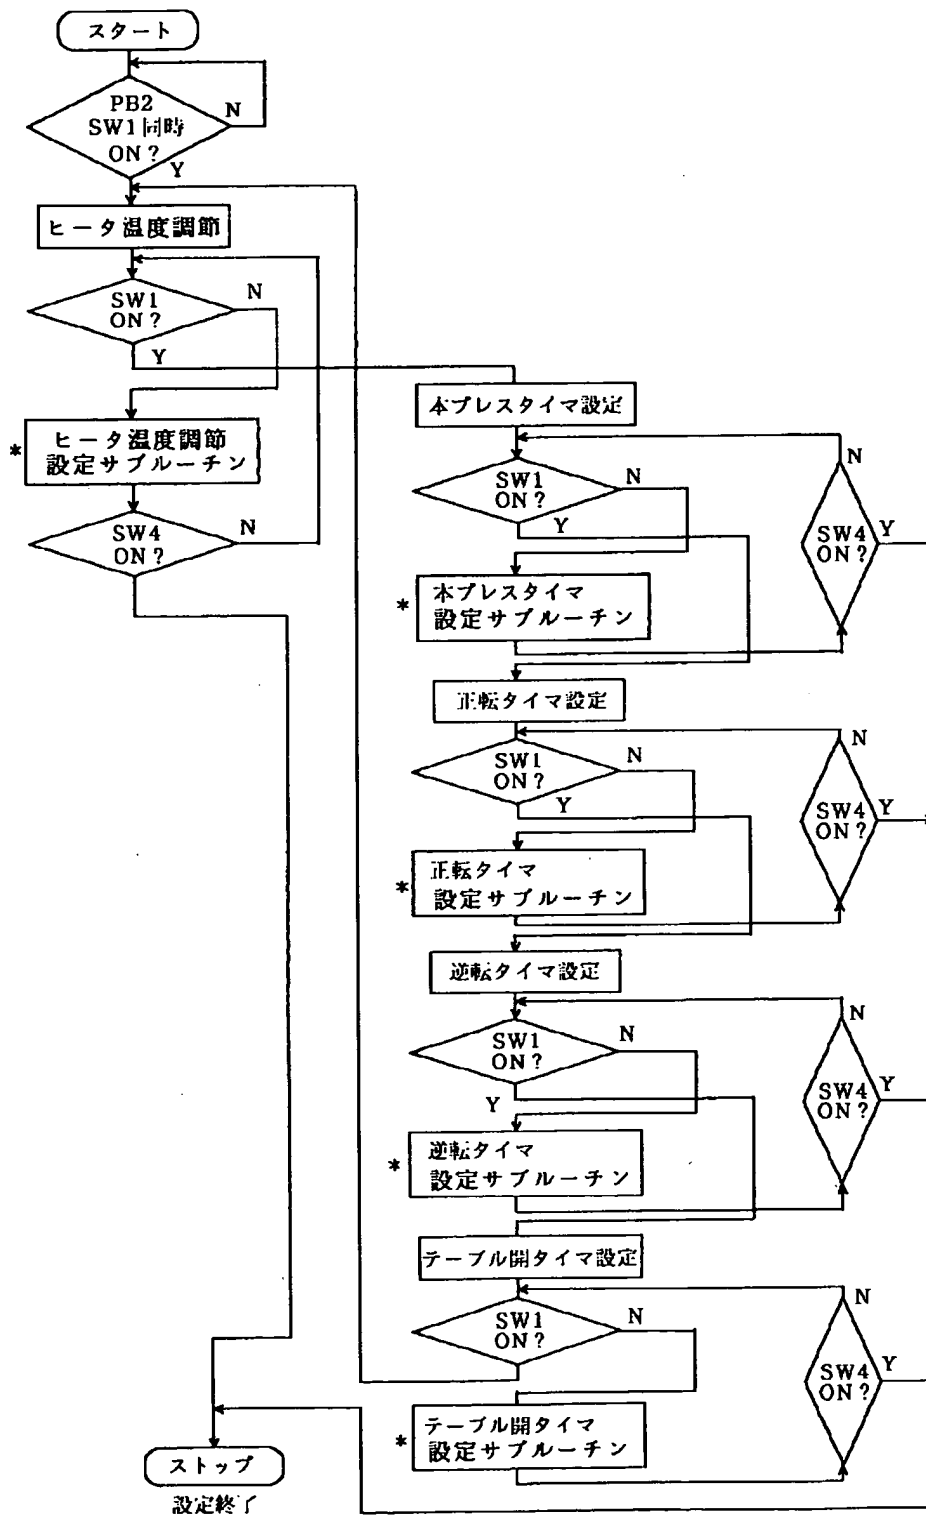 スタート
PB2
SW1同時
ON?
N
Y
ヒータ温度調節
SW1
ON?
N
Y
*
ヒータ温度調節
設定サブルーチン
SW4
ON?
N
本プレスタイマ設定
SW1
ON?
N
Y
*
本プレスタイマ
設定サブルーチン
N
SW4
ON?
Y
正転タイマ設定
SW1
ON?
N
Y
*
正転タイマ
設定サブルーチン
N
SW4
ON?
Y
逆転タイマ設定
SW1
ON?
N
Y
*
逆転タイマ
設定サブルーチン
N
SW4
ON?
Y
テーブル開タイマ設定
SW1
ON?
N
*
テーブル開タイマ
設定サブルーチン
N
SW4
ON?
Y
ストップ
設定終了